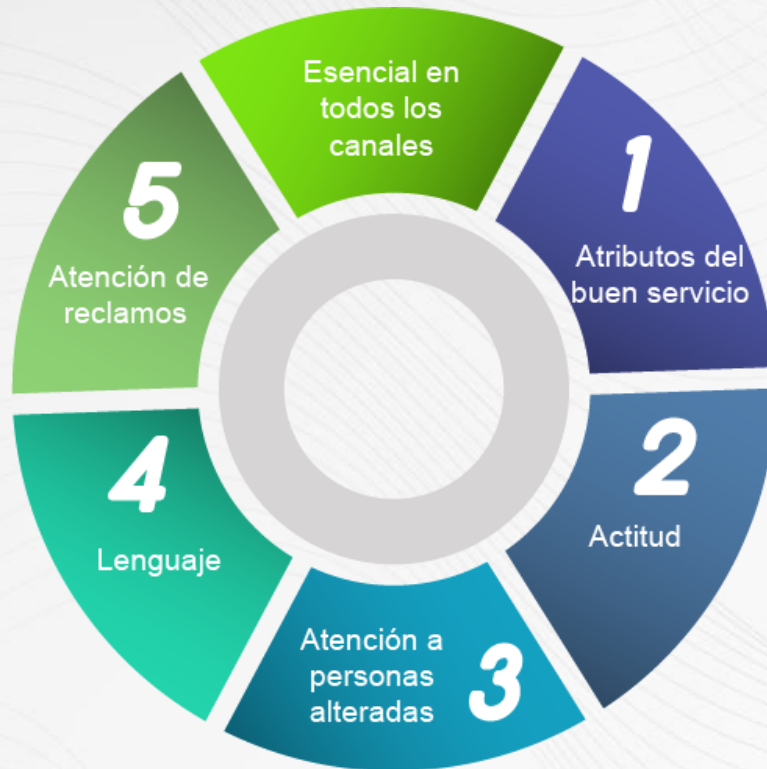 Esencial en
todos los
canales
1
Atributos del
buen servicio
2
Actitud
3
Atención a
personas
alteradas
4
Lenguaje
5
Atención de
reclamos